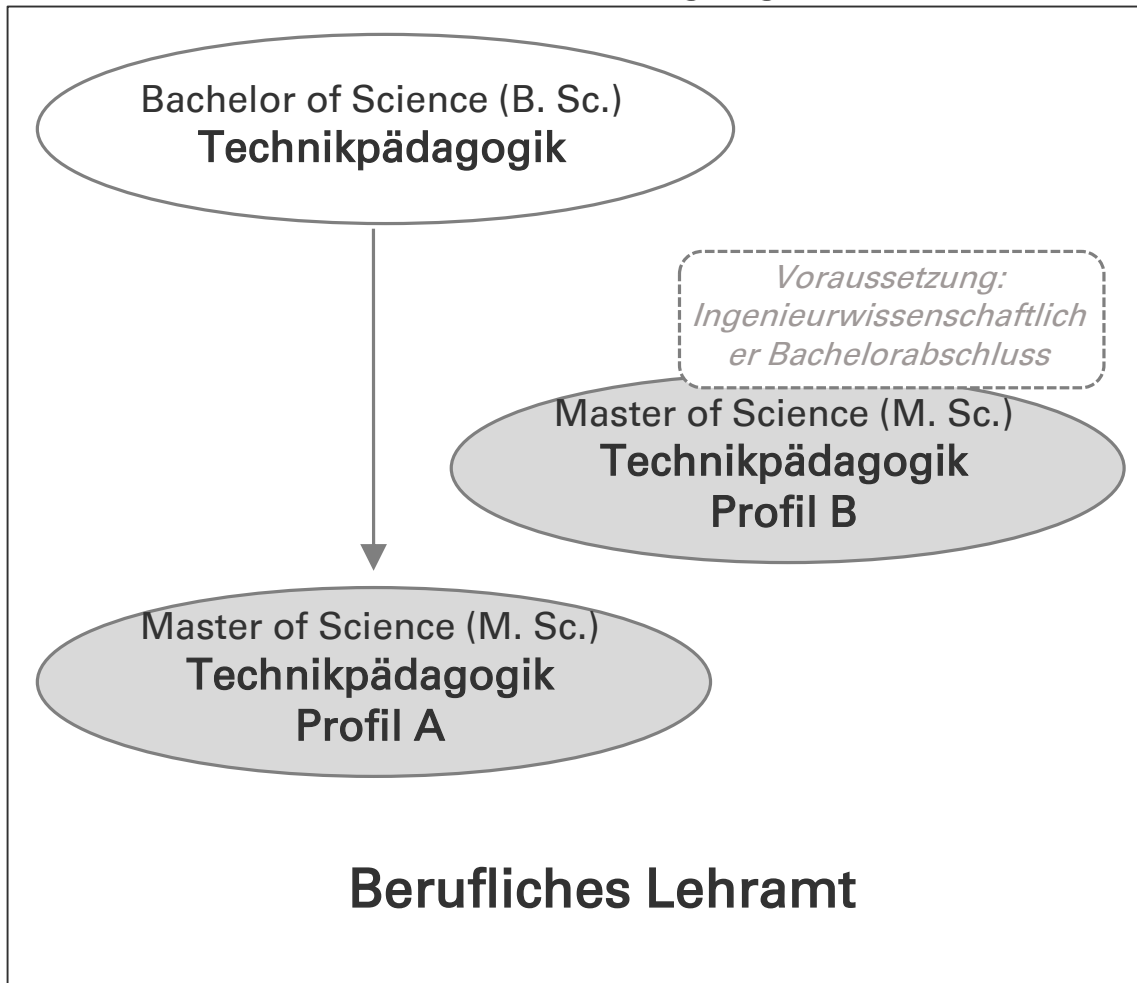 Bachelor of Science (B. Sc.)
Technikpädagogik
Voraussetzung:
Ingenieurwissenschaftlich
er Bachelorabschluss
Master of Science (M. Sc.)
Technikpädagogik
Profil B
Master of Science (M. Sc.)
Technikpädagogik
Profil A
Berufliches Lehramt